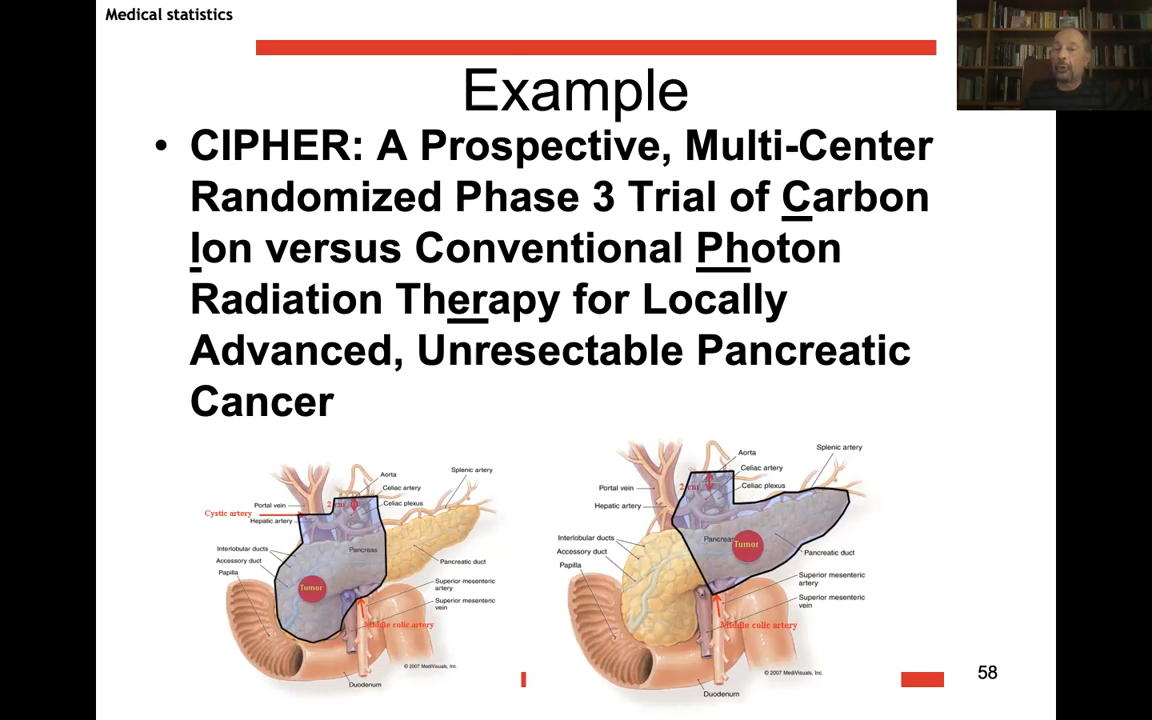 Medical statistics
Example
• CIPHER: A Prospective, Multi-Center
Randomized Phase 3 Trial of Carbon
Ion versus Conventional Photon
Radiation Therapy for Locally
Advanced, Unresectable Pancreatic
Cancer
Aorta
Splenic artery
Celiac artery
Portal vein
2 cm
Celiac plexus
Cystic artery
Hepatic artery
Interlobular ducts
Pancreas
Accessory duct
Pancreatic duct
Papilla
Tumor
Superior mesenteric
artery
Superior mesenteric
vein
Middle colic artery
© 2007 MediVisuals, Inc.
Duodenum
Aorta
Splenic artery
Celiac artery
Portal vein
2 cm
Celiac plexus
Hepatic artery
Interlobular ducts
Pancreas
Tumor
Accessory duct
Pancreatic duct
Papilla
Superior mesenteric
artery
Superior mesenteric
vein
Middle colic artery
© 2007 MediVisuals, Inc.
Duodenum
58